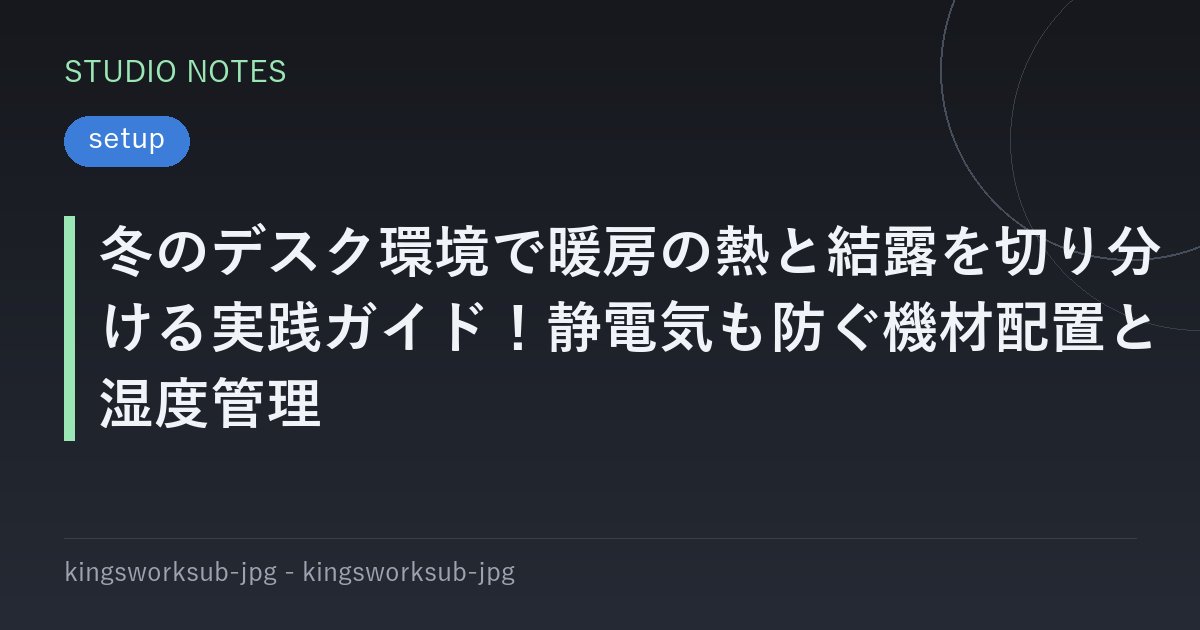 STUDIO NOTES
setup
冬のデスク環境で暖房の熱と結露を切り分
ける実践ガイド！静電気も防ぐ機材配置と
湿度管理
kingsworksub-jpg - kingsworksub-jpg